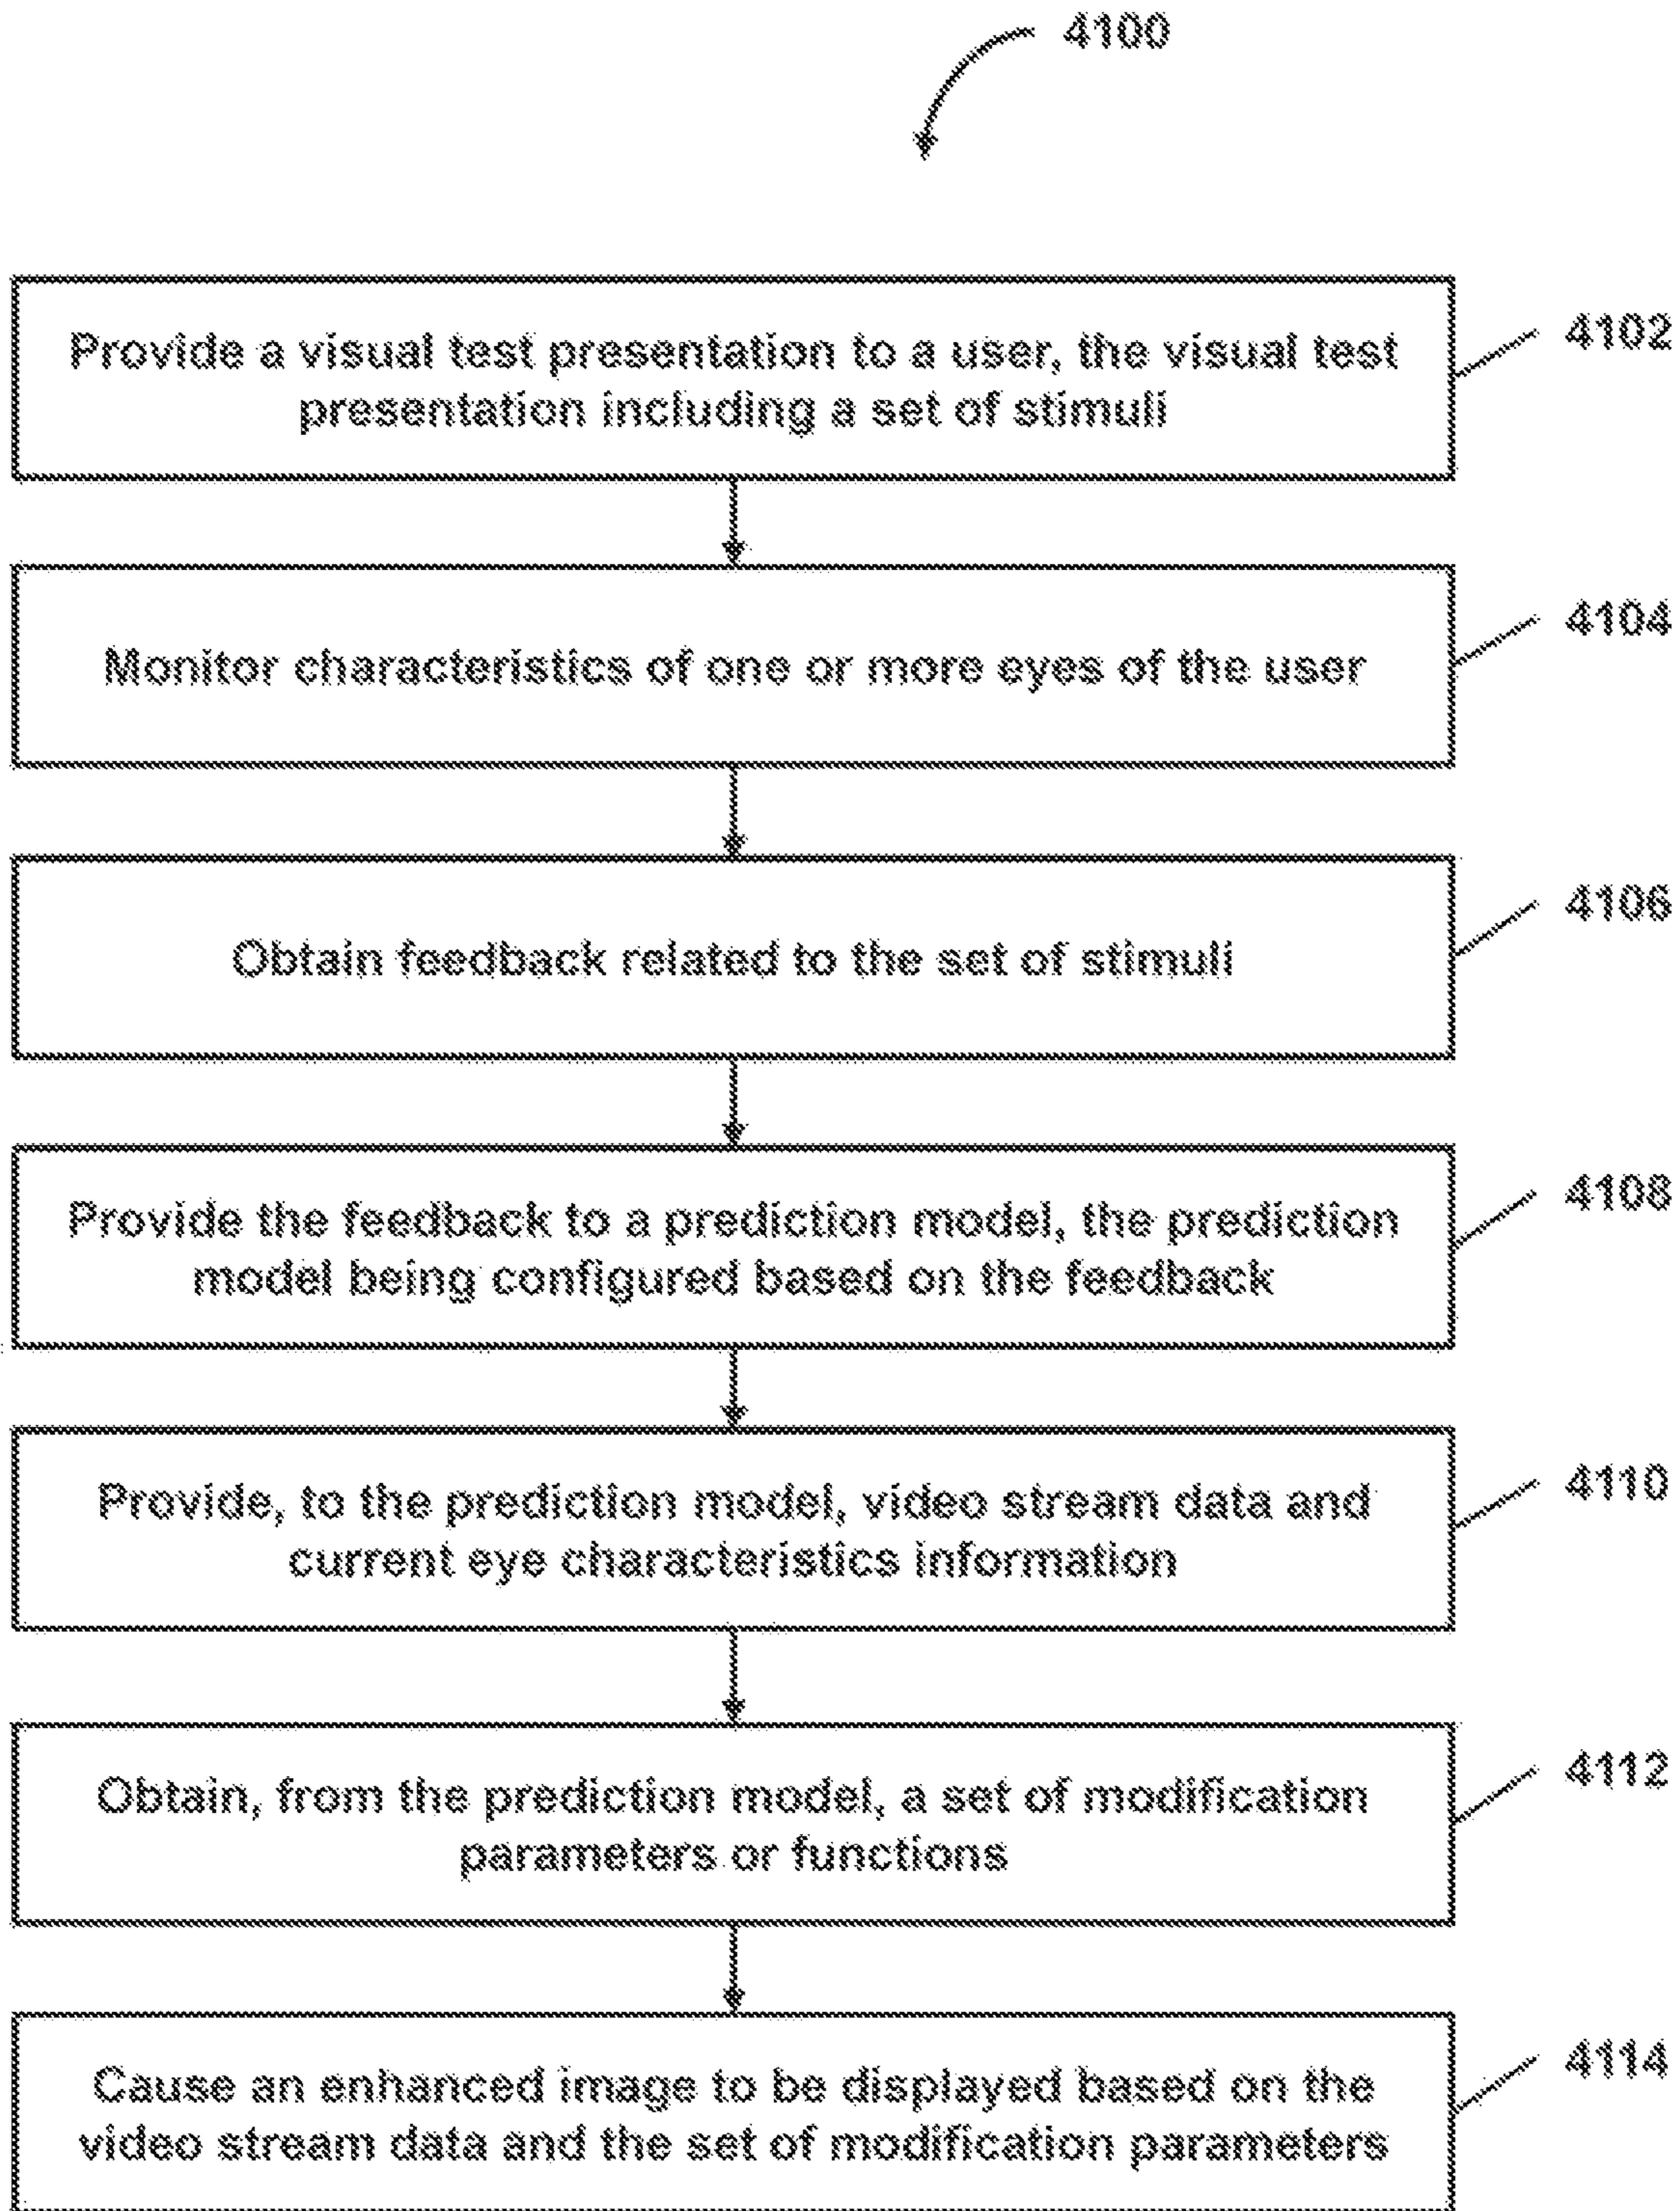 4100
Provide a visual test presentation to a user, the visual test
presentation including a set of stimuli
4102
Monitor characteristics of one or more eyes of the user
4104
Obtain feedback related to the set of stimuli
4106
Provide the feedback to a prediction model, the prediction
model being configured based on the feedback
4108
Provide, to the prediction model, video stream data and
current eye characteristics information
4110
Obtain, from the prediction model, a set of modification
parameters or functions
4112
Cause an enhanced image to be displayed based on the
video stream data and the set of modification parameters
4114